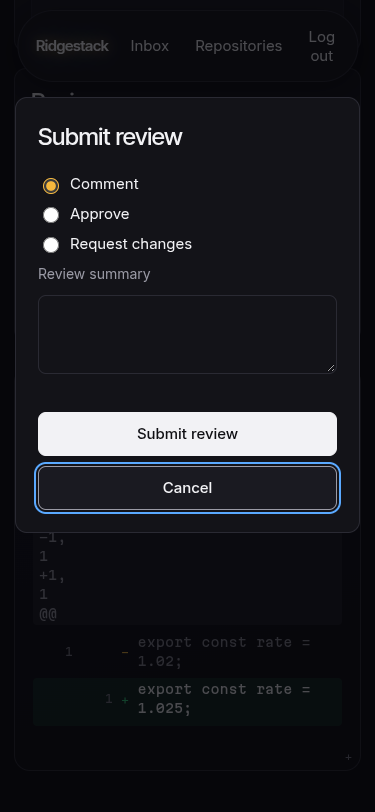 Ridgestack Inbox Repositories Log out
Submit review
Comment
Approve
Request changes
Review summary
Submit review
Cancel
−1,
1
+1,
1
@@
1 − export const rate =
1.02;
1 + export const rate =
1.025;
+